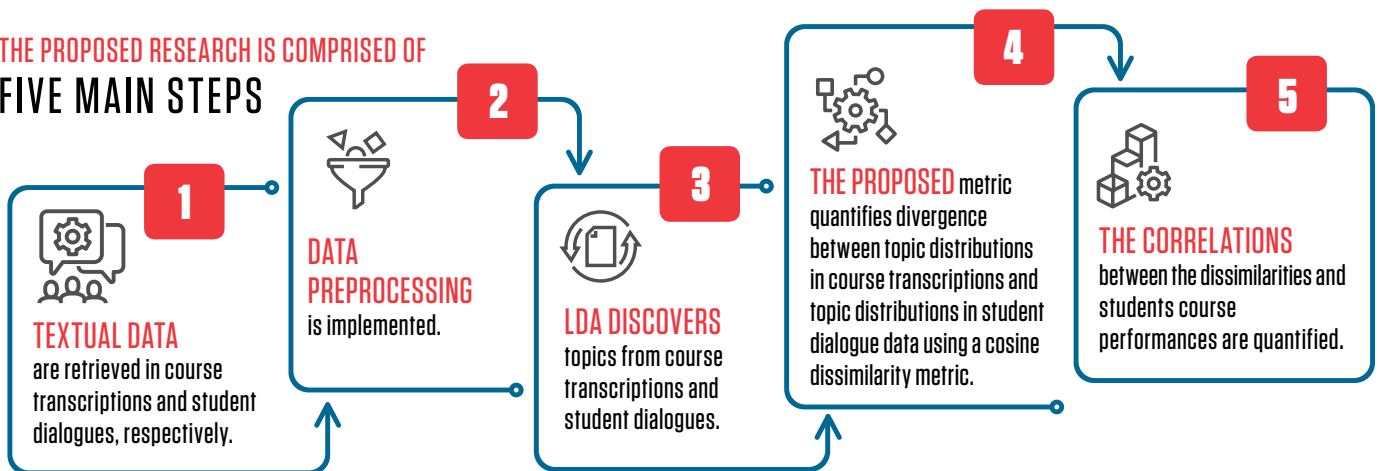 THE PROPOSED RESEARCH IS COMPRISED OF
FIVE MAIN STEPS
1
TEXTUAL DATA
are retrieved in course
transcriptions and student
dialogues, respectively.
2
DATA
PREPROCESSING
is implemented.
3
LDA DISCOVERS
topics from course
transcriptions and
student dialogues.
4
THE PROPOSED metric
quantifies divergence
between topic distributions
in course transcriptions and
topic distributions in student
dialogue data using a cosine
dissimilarity metric.
5
THE CORRELATIONS
between the dissimilarities and
students course
performances are quantified.